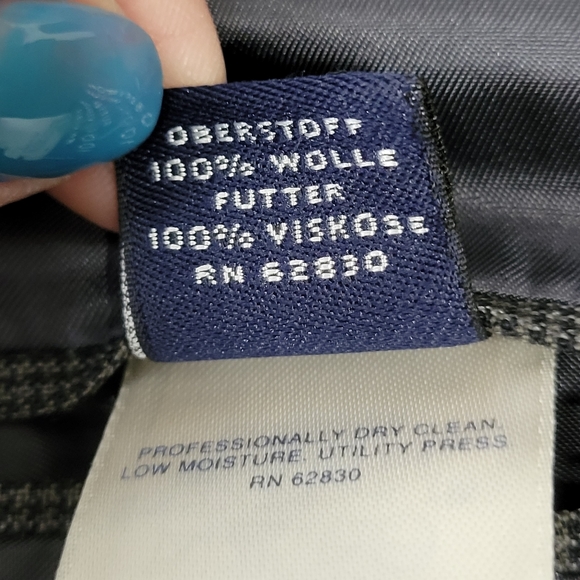 OBERSTOFF
100% WOLLE
FUTTER
100% VISKOSE
RN 62830
PROFESSIONALLY DRY CLEAN.
LOW MOISTURE. UTILITY PRESS
RN 62830